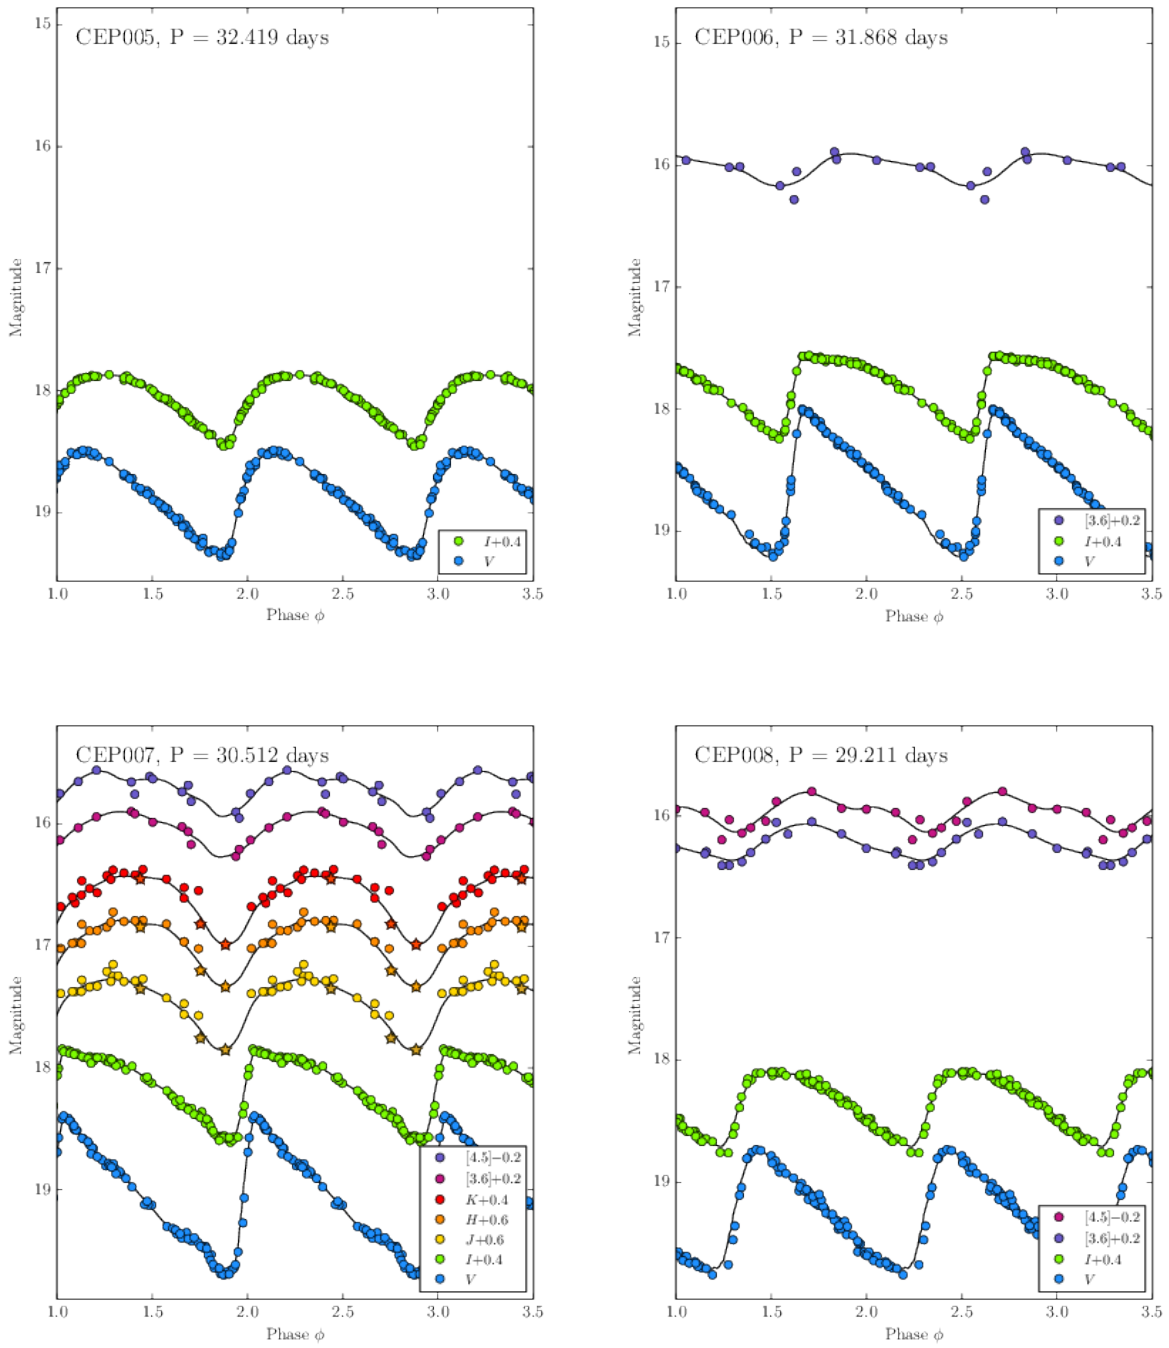 CEP005, P = 32.419 days
15
16
17
18
19
Magnitude
I+0.4
V
1.0 1.5 2.0 2.5 3.0 3.5
Phase ϕ
CEP006, P = 31.868 days
15
16
17
18
19
Magnitude
[3.6]+0.2
I+0.4
V
1.0 1.5 2.0 2.5 3.0 3.5
Phase ϕ
CEP007, P = 30.512 days
16
17
18
19
Magnitude
[4.5]−0.2
[3.6]+0.2
K+0.4
H+0.6
J+0.6
I+0.4
V
1.0 1.5 2.0 2.5 3.0 3.5
Phase ϕ
CEP008, P = 29.211 days
16
17
18
19
Magnitude
[4.5]−0.2
[3.6]+0.2
I+0.4
V
1.0 1.5 2.0 2.5 3.0 3.5
Phase ϕ